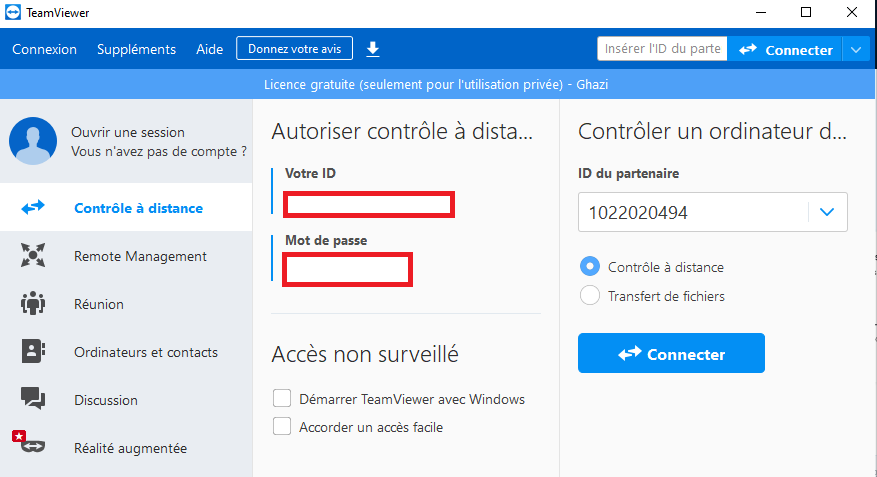 TeamViewer
Connexion Suppléments Aide Donnez votre avis Insérer l'ID du parte Connecter
Licence gratuite (seulement pour l'utilisation privée) - Ghazi
Ouvrir une session
Vous n'avez pas de compte ?
Contrôle à distance
Remote Management
Réunion
Ordinateurs et contacts
Discussion
Réalité augmentée
Autoriser contrôle à dista...
Votre ID
Mot de passe
Accès non surveillé
Démarrer TeamViewer avec Windows
Accorder un accès facile
Contrôler un ordinateur d...
ID du partenaire
1022020494
Contrôle à distance
Transfert de fichiers
Connecter